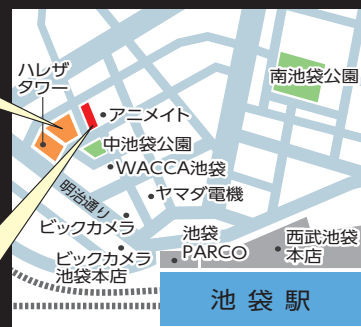 ハレザ
タワー
南池袋公園
アニメイト
中池袋公園
WACCA池袋
明治通り
ヤマダ電機
ビックカメラ
池袋
PARCO
西武池袋
本店
ビックカメラ
池袋本店
池袋駅